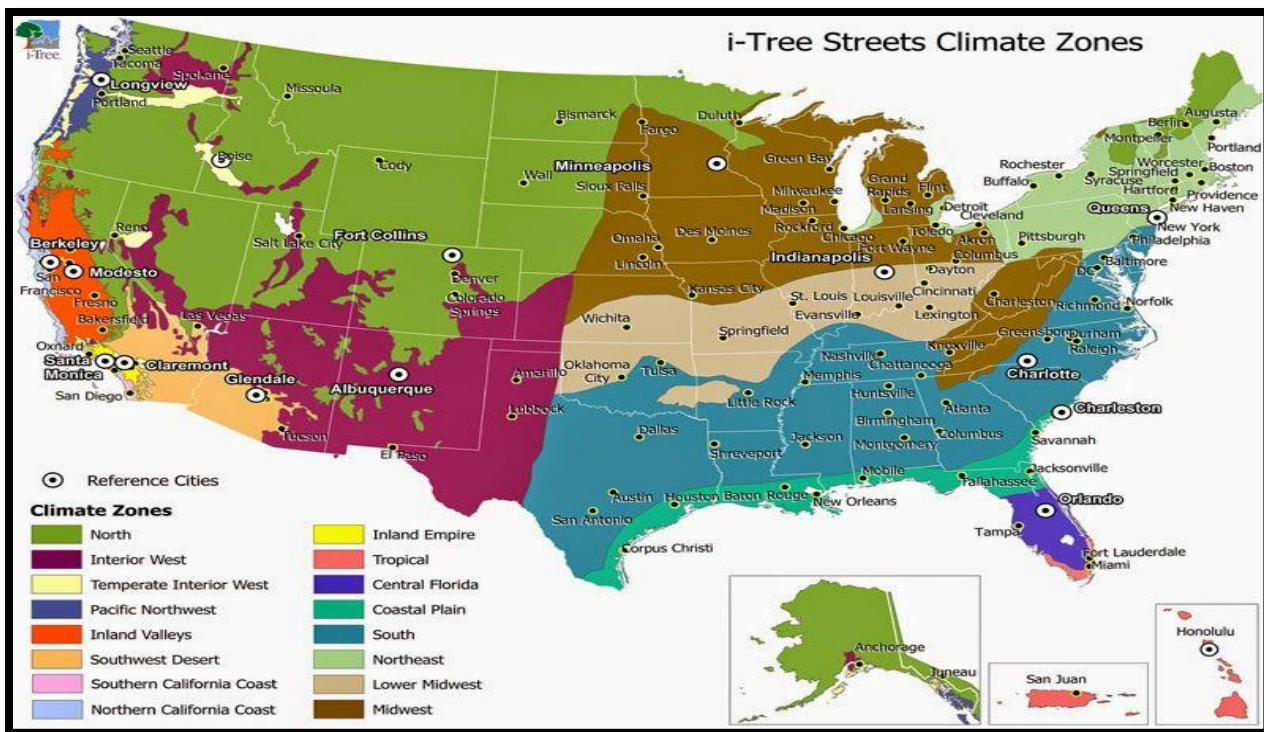 i-Tree Streets Climate Zones
i-Tree
Seattle
Tacoma
Spokane
Longview
Portland
Missoula
Bismarck
Fargo
Duluth
Boise
Cody
Wall
Minneapolis
Sioux Falls
Green Bay
Milwaukee
Madison
Rockford
Chicago
Grand
Rapids
Flint
Lansing
Detroit
Toledo
Fort Wayne
Cleveland
Akron
Columbus
Pittsburgh
Buffalo
Rochester
Syracuse
Berlin
Augusta
Montpelier
Portland
Worcester
Springfield
Boston
Hartford
Providence
New Haven
Queens
New York
Philadelphia
Baltimore
DC
Reno
Salt Lake City
Fort Collins
Denver
Colorado
Springs
Omaha
Lincoln
Des Moines
Kansas City
Indianapolis
Dayton
Cincinnati
St. Louis
Louisville
Evansville
Lexington
Charleston
Richmond
Norfolk
Greensboro
Durham
Raleigh
Berkeley
San
Francisco
Modesto
Fresno
Bakersfield
Las Vegas
Oxnard
Santa
Monica
Claremont
San Diego
Glendale
Tucson
Albuquerque
El Paso
Amarillo
Lubbock
Wichita
Springfield
Oklahoma
City
Tulsa
Little Rock
Nashville
Knoxville
Chattanooga
Memphis
Huntsville
Charlotte
Atlanta
Birmingham
Columbus
Montgomery
Charleston
Savannah
Dallas
Shreveport
Jackson
Mobile
Tallahassee
Jacksonville
Austin
Houston
Baton Rouge
New Orleans
San Antonio
Corpus Christi
Orlando
Tampa
Fort Lauderdale
Miami
Reference Cities
Climate Zones
North
Interior West
Temperate Interior West
Pacific Northwest
Inland Valleys
Southwest Desert
Southern California Coast
Northern California Coast
Inland Empire
Tropical
Central Florida
Coastal Plain
South
Northeast
Lower Midwest
Midwest
Anchorage
Juneau
San Juan
Honolulu